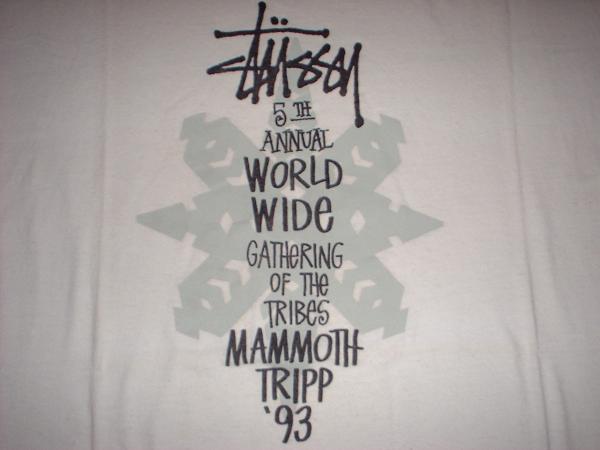 Stüssy
5TH
ANNUAL
WORLD
WIDE
GATHERING
OF THE
TRIBES
MAMMOTH
TRIPP
'93